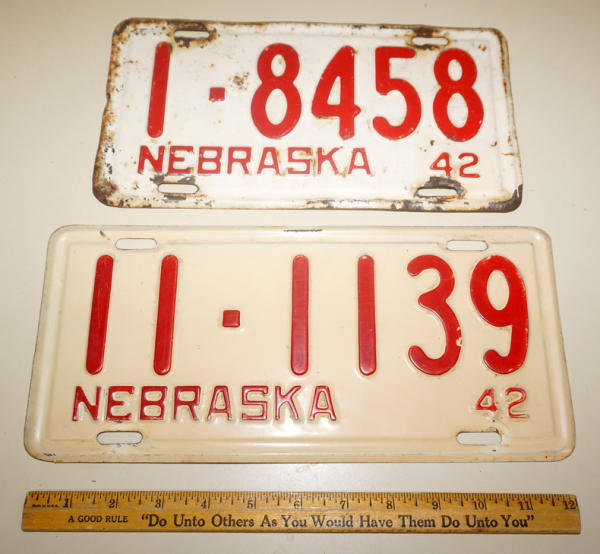 1·8458
NEBRASKA 42
11·1139
NEBRASKA 42
1 2 3 4 5 6 7 8 9 10 11 12
A GOOD RULE "Do Unto Others As You Would Have Them Do Unto You"